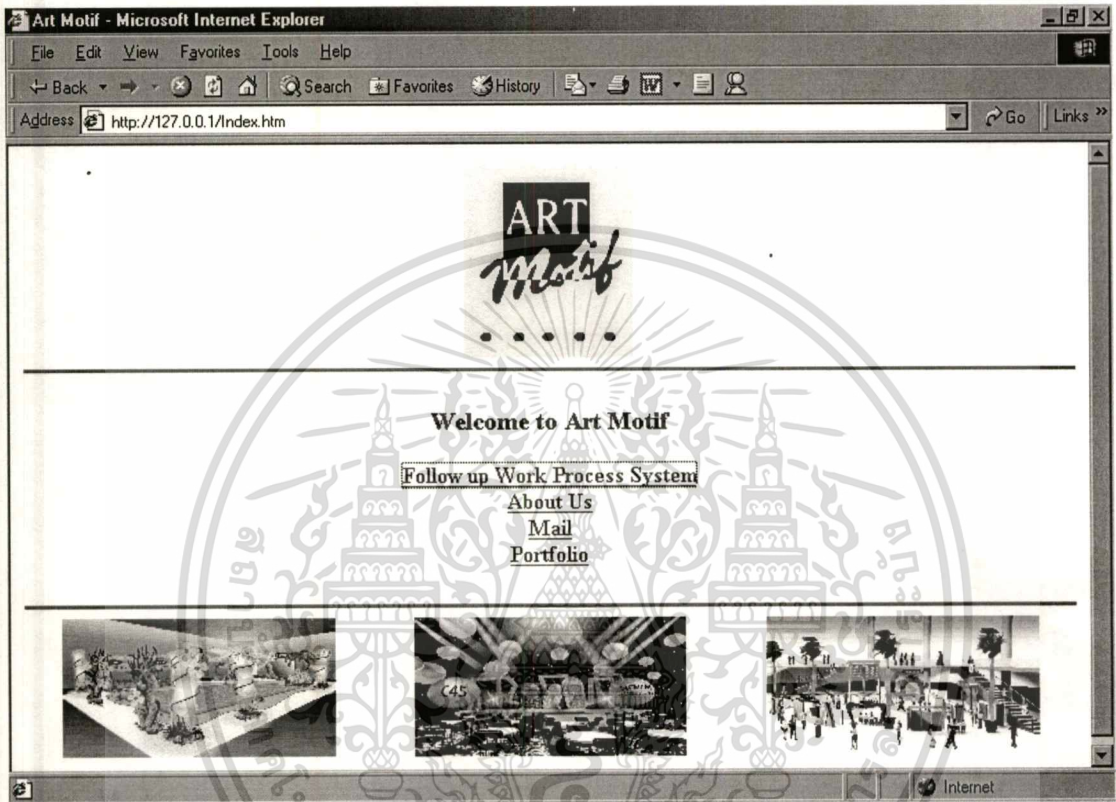 Art Motif - Microsoft Internet Explorer
File Edit View Favorites Tools Help
Back Search Favorites History
Address http://127.0.0.1/Index.htm Go Links »
ART
Motif
Welcome to Art Motif
Follow up Work Process System
About Us
Mail
Portfolio
C45
Internet